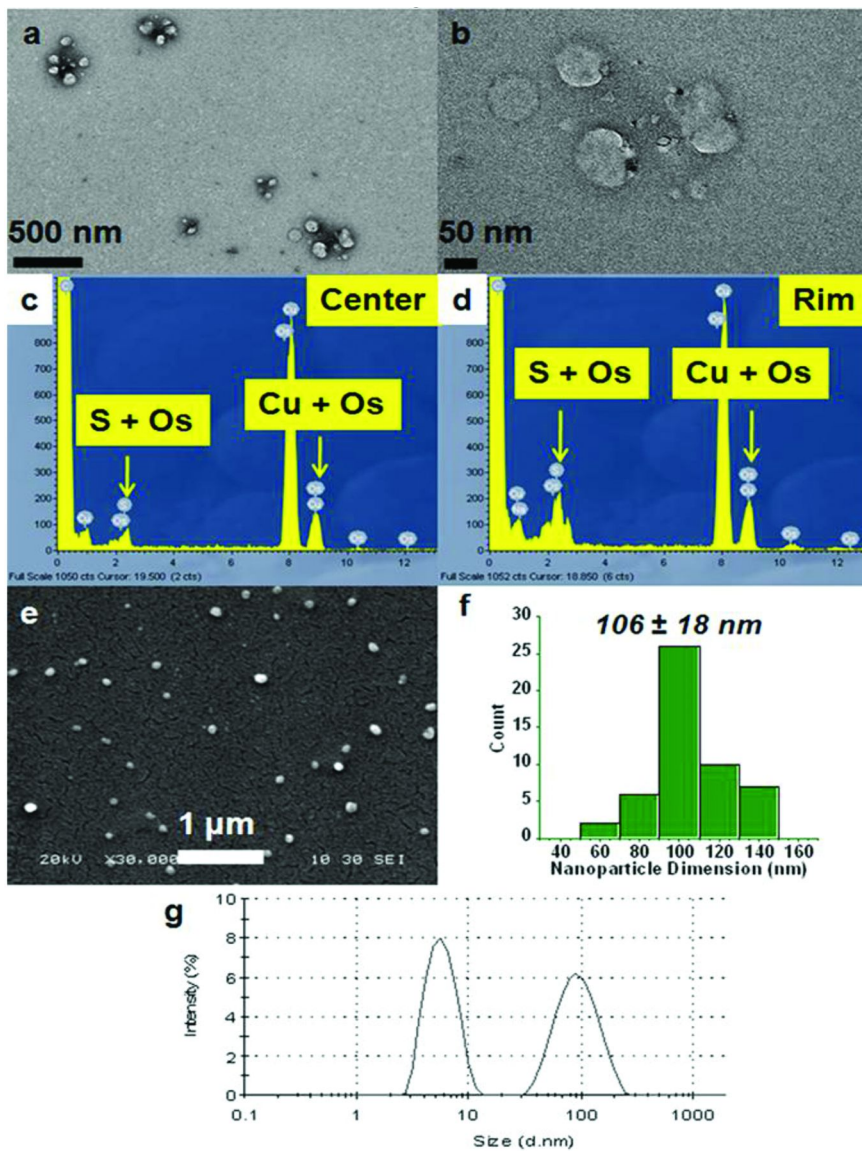 a
b
500 nm
50 nm
c
Center
S + Os
Cu + Os
900
800
700
600
500
400
300
200
100
0
0 2 4 6 8 10 12
Full Scale 1050 cts Cursor: 19.500 (2 cts)
d
Rim
S + Os
Cu + Os
900
800
700
600
500
400
300
200
100
0
0 2 4 6 8 10 12
Full Scale 1052 cts Cursor: 18.850 (6 cts)
e
1 µm
20kV X30,000 10 30 SEI
f
106 ± 18 nm
Count
30
25
20
15
10
5
0
40 60 80 100 120 140 160
Nanoparticle Dimension (nm)
g
Intensity (%)
10
8
6
4
2
0
0.1 1 10 100 1000
Size (d.nm)